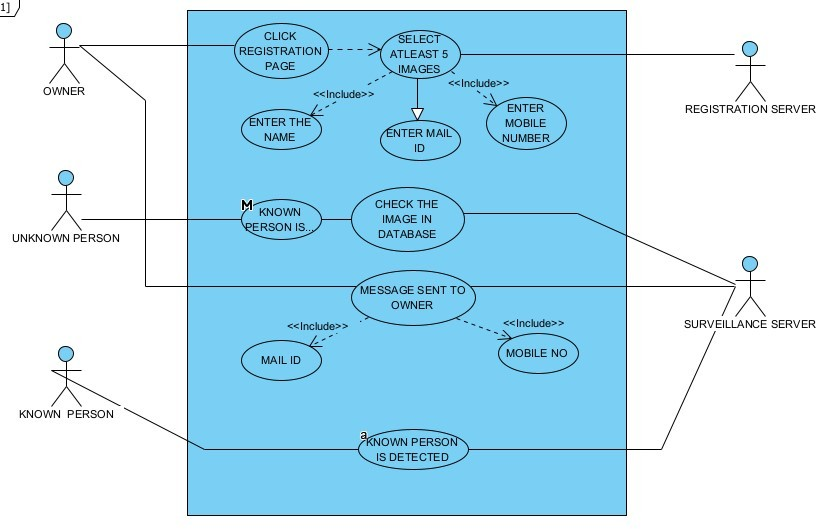 1]
CLICK
REGISTRATION
PAGE
SELECT
ATLEAST 5
IMAGES
OWNER
REGISTRATION SERVER
<<Include>>
<<Include>>
ENTER THE
NAME
ENTER MAIL
ID
ENTER
MOBILE
NUMBER
UNKNOWN PERSON
M
KNOWN
PERSON IS...
CHECK THE
IMAGE IN
DATABASE
MESSAGE SENT TO
OWNER
SURVEILLANCE SERVER
<<Include>>
<<Include>>
MAIL ID
MOBILE NO
KNOWN PERSON
a
KNOWN PERSON
IS DETECTED